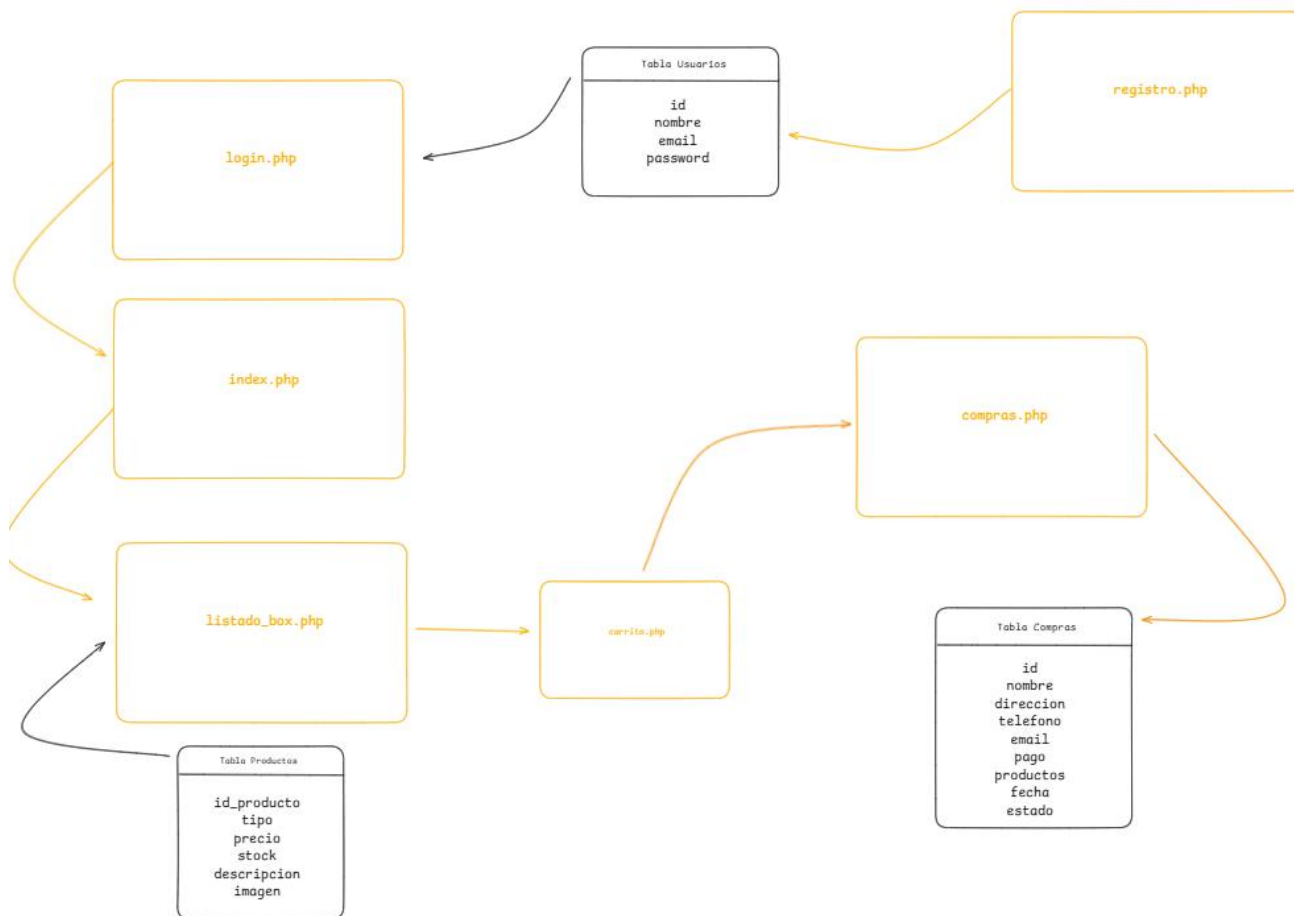 Tabla Usuarios
id
nombre
email
password
registro.php
login.php
index.php
compras.php
listado_box.php
carrito.php
Tabla Compras
id
nombre
direccion
telefono
email
pago
productos
fecha
estado
Tabla Productos
id_producto
tipo
precio
stock
descripcion
imagen